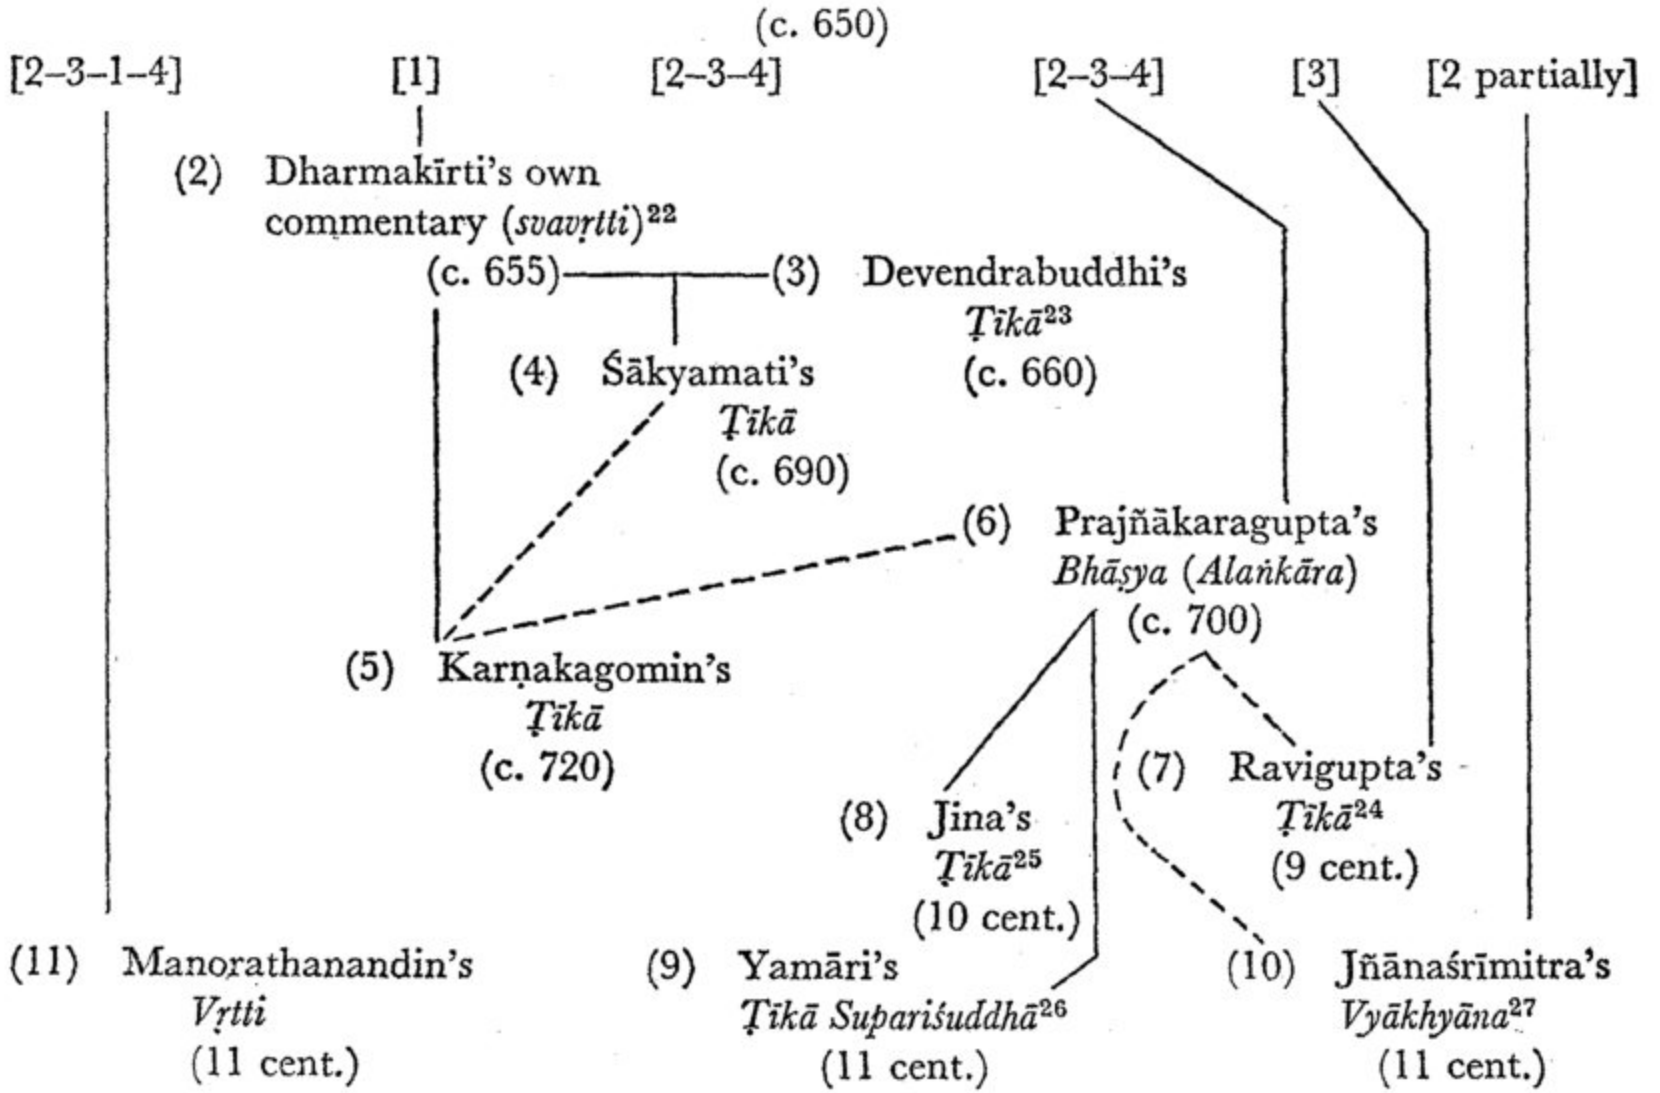 (c. 650)
[2–3–1–4] [1] [2–3–4] [2–3–4] [3] [2 partially]
(2) Dharmakīrti's own
commentary (svavṛtti)²²
(c. 655) (3) Devendrabuddhi's
Ṭīkā²³
(4) Śākyamati's (c. 660)
Ṭīkā
(c. 690)
(6) Prajñākaragupta's
Bhāṣya (Alaṅkāra)
(c. 700)
(5) Karṇakagomin's
Ṭīkā
(c. 720)
(7) Ravigupta's
Ṭīkā²⁴
(9 cent.)
(8) Jina's
Ṭīkā²⁵
(10 cent.)
(11) Manorathanandin's
Vṛtti
(11 cent.)
(9) Yamāri's
Ṭīkā Supariśuddhā²⁶
(11 cent.)
(10) Jñānaśrīmitra's
Vyākhyāna²⁷
(11 cent.)